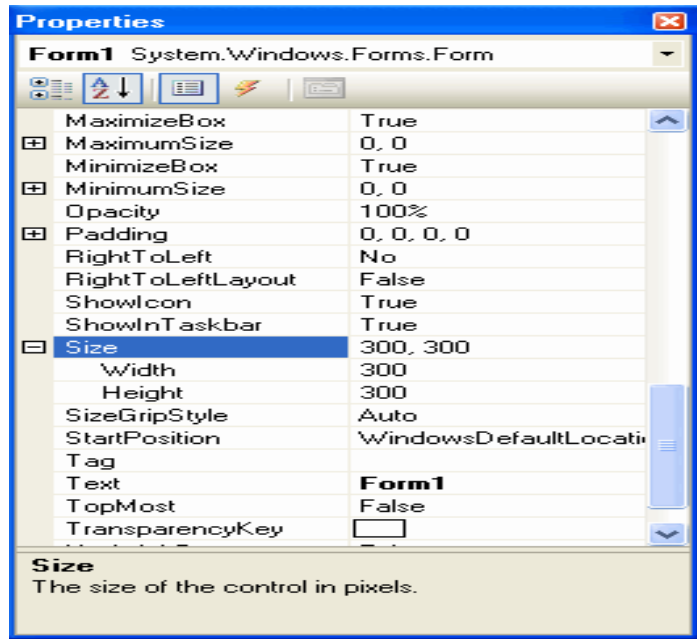 Properties
Form1 System.Windows.Forms.Form
MaximizeBox True
MaximumSize 0, 0
MinimizeBox True
MinimumSize 0, 0
Opacity 100%
Padding 0, 0, 0, 0
RightToLeft No
RightToLeftLayout False
ShowIcon True
ShowInTaskbar True
Size 300, 300
Width 300
Height 300
SizeGripStyle Auto
StartPosition WindowsDefaultLocati
Tag
Text Form1
TopMost False
TransparencyKey
Size
The size of the control in pixels.